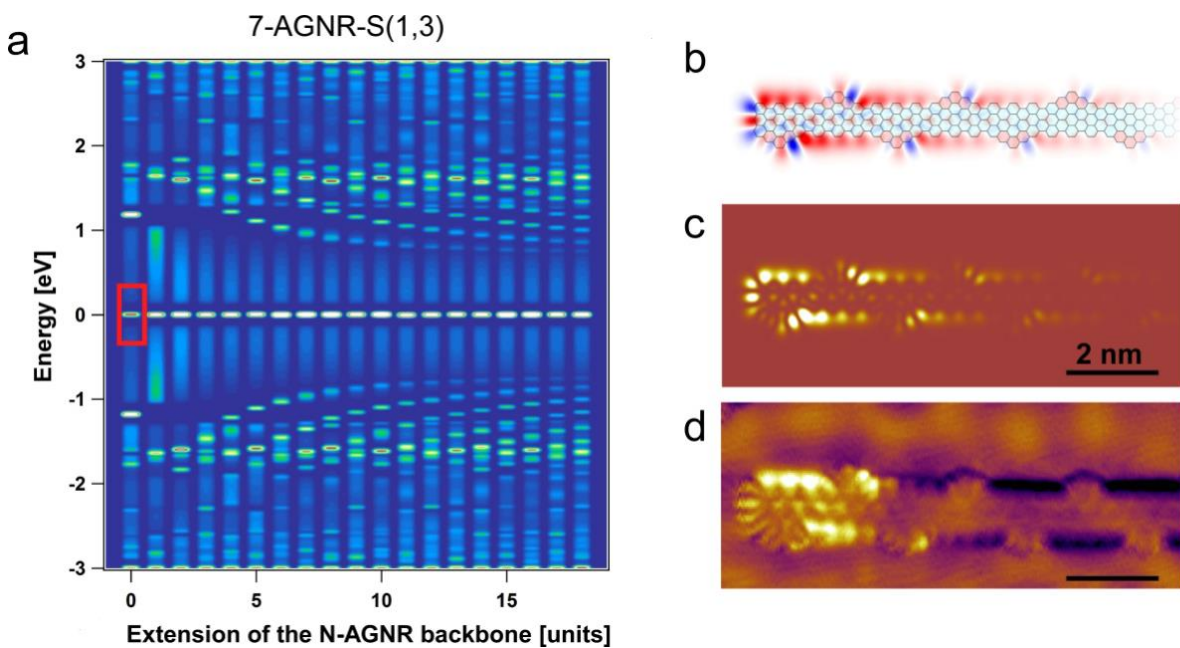 7-AGNR-S(1,3)
a
3
2
1
0
-1
-2
-3
Energy [eV]
0
5
10
15
Extension of the N-AGNR backbone [units]
b
c
2 nm
d